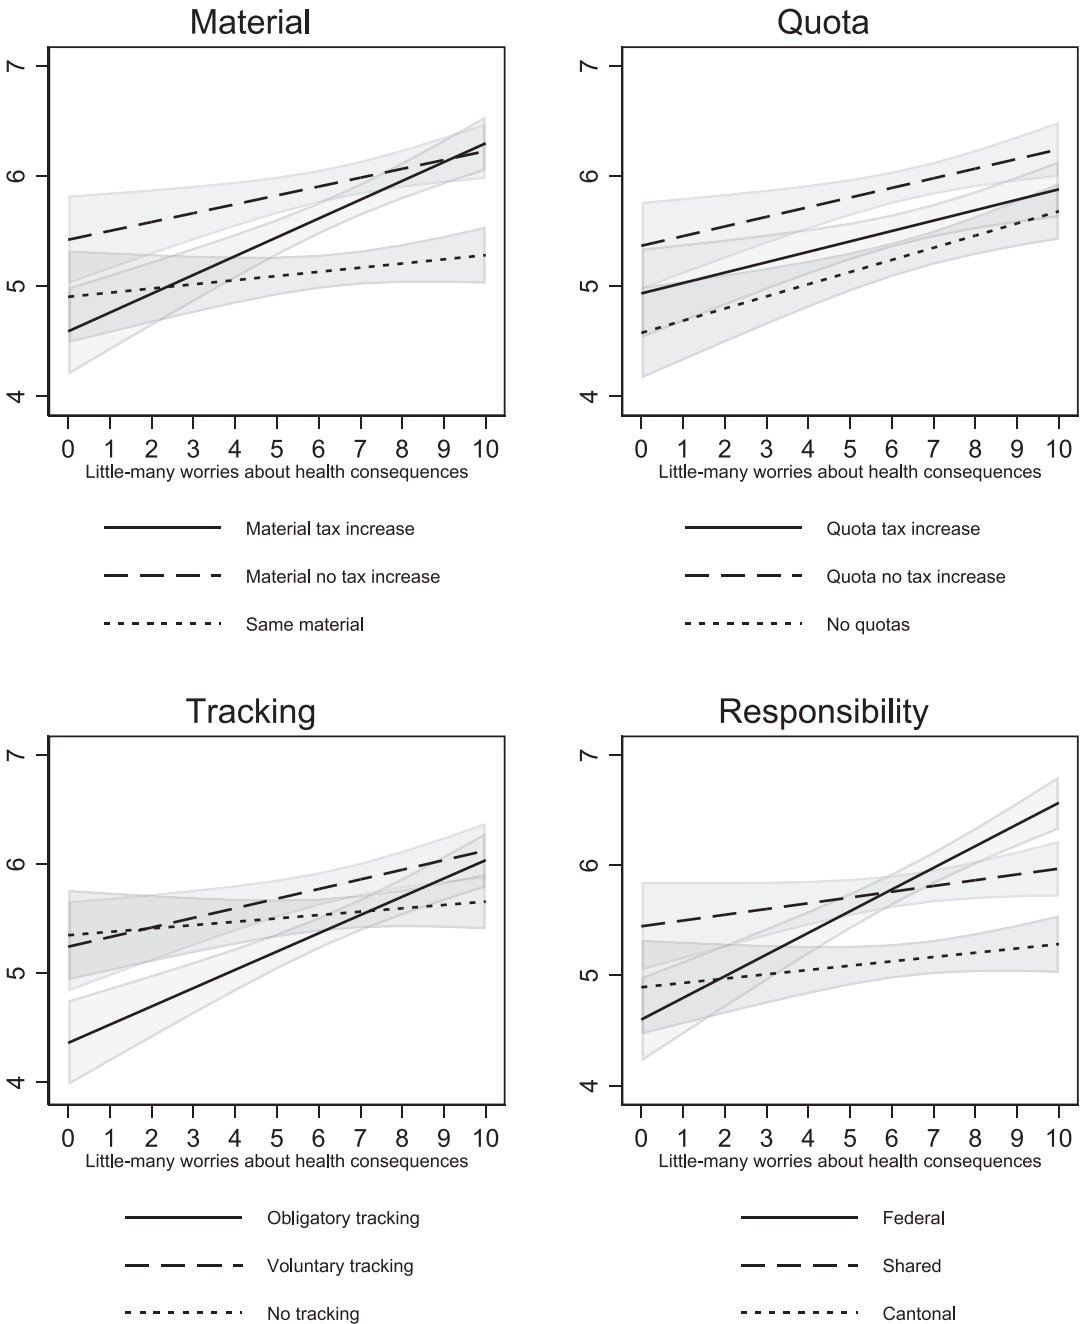 Material
7
6
5
4
0 1 2 3 4 5 6 7 8 9 10
Little-many worries about health consequences
Material tax increase
Material no tax increase
Same material
Quota
7
6
5
4
0 1 2 3 4 5 6 7 8 9 10
Little-many worries about health consequences
Quota tax increase
Quota no tax increase
No quotas
Tracking
7
6
5
4
0 1 2 3 4 5 6 7 8 9 10
Little-many worries about health consequences
Obligatory tracking
Voluntary tracking
No tracking
Responsibility
7
6
5
4
0 1 2 3 4 5 6 7 8 9 10
Little-many worries about health consequences
Federal
Shared
Cantonal